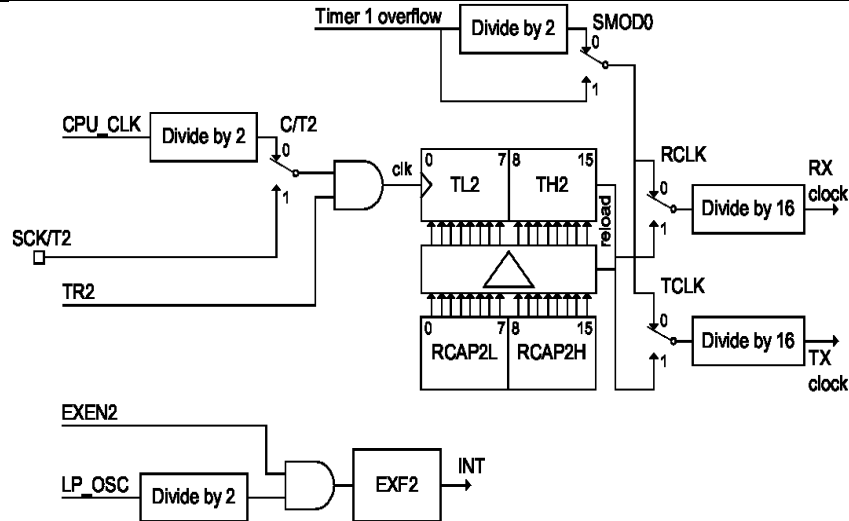 Timer 1 overflow
Divide by 2
SMOD0
0
1
CPU_CLK
Divide by 2
C/T2
0
1
SCK/T2
TR2
clk
0
7
8
15
TL2
TH2
reload
0
7
8
15
RCAP2L
RCAP2H
RCLK
0
1
Divide by 16
RX
clock
TCLK
0
1
Divide by 16
TX
clock
EXEN2
LP_OSC
Divide by 2
EXF2
INT